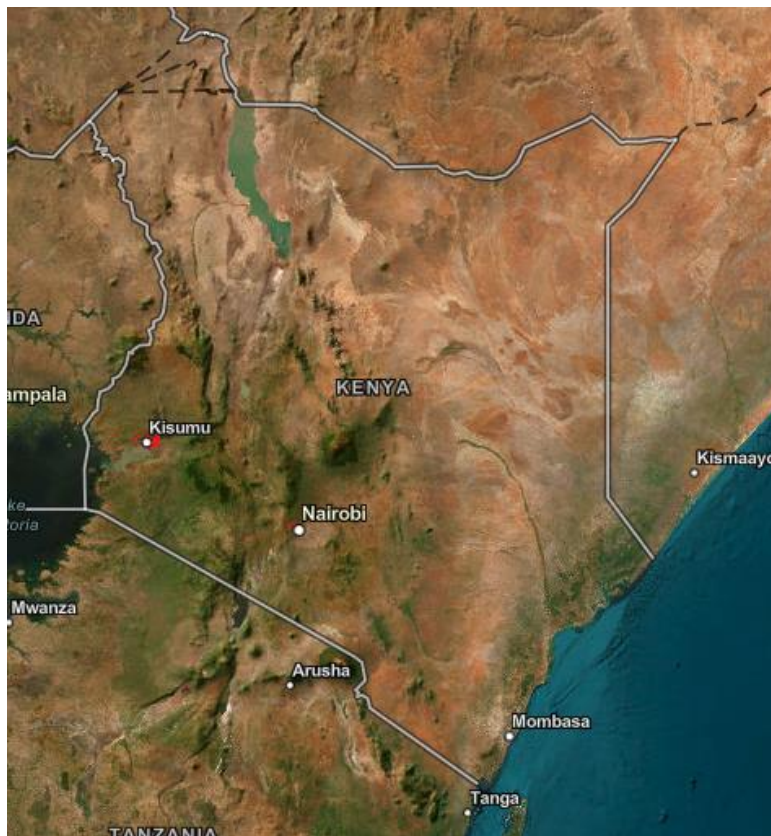 NDA
KENYA
ampala
Kisumu
Kismaayo
ke
toria
Nairobi
Mwanza
Arusha
Mombasa
Tanga
TANZANIA